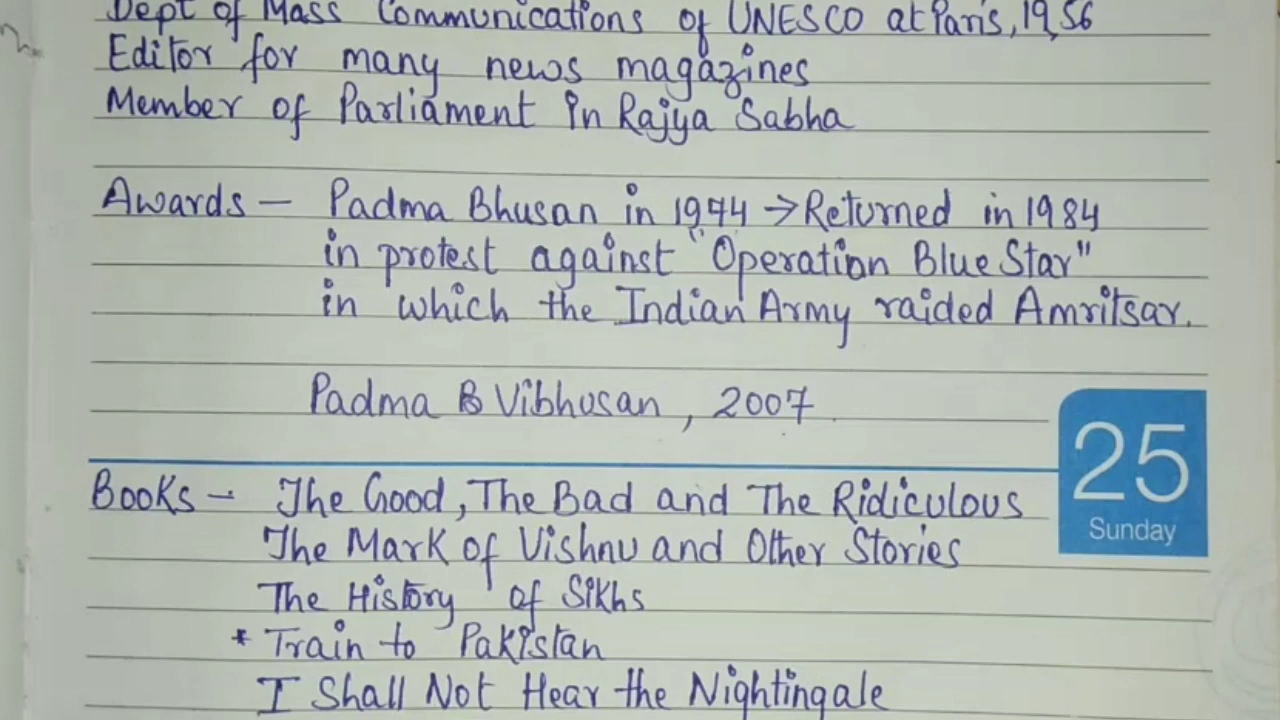 Dept of Mass Communications of UNESCO at Paris, 1956
Editor for many news magazines
Member of Parliament in Rajya Sabha
Awards - Padma Bhusan in 1974 → Returned in 1984
in protest against "Operation Blue Star"
in which the Indian Army raided Amritsar.
Padma B Vibhusan, 2007
25
Sunday
Books - The Good, The Bad and The Ridiculous
The Mark of Vishnu and Other Stories
The History of Sikhs
* Train to Pakistan
I Shall Not Hear the Nightingale